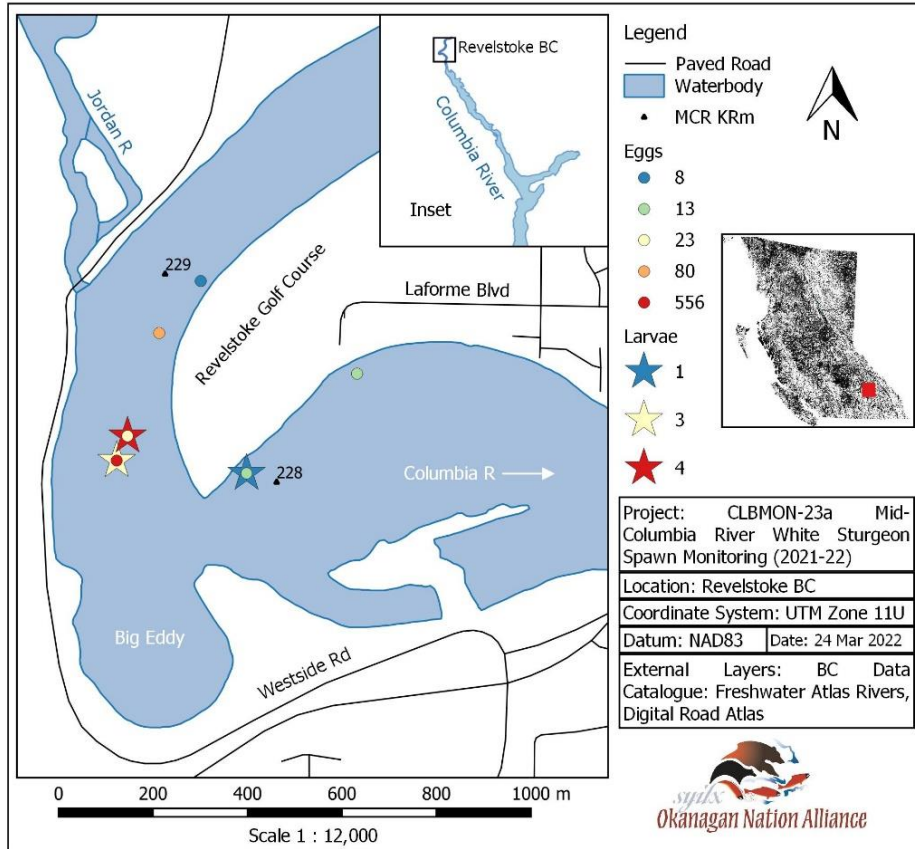 Jordan R
229
Revelstoke Golf Course
Laforme Blvd
228
Columbia R
Big Eddy
Westside Rd
Revelstoke BC
Columbia River
Inset
0 200 400 600 800 1000 m
Scale 1 : 12,000
Legend
Paved Road
Waterbody
MCR KRm
N
Eggs
8
13
23
80
556
Larvae
1
3
4
Project: CLBMON-23a Mid-
Columbia River White Sturgeon
Spawn Monitoring (2021-22)
Location: Revelstoke BC
Coordinate System: UTM Zone 11U
Datum: NAD83 Date: 24 Mar 2022
External Layers: BC Data
Catalogue: Freshwater Atlas Rivers,
Digital Road Atlas
syilx
Okanagan Nation Alliance